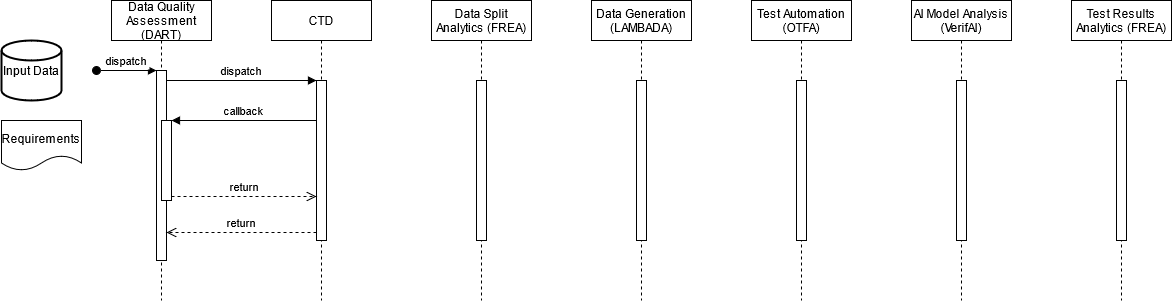 Data Quality
Assessment
(DART)
CTD
Data Split
Analytics (FREA)
Data Generation
(LAMBADA)
Test Automation
(OTFA)
AI Model Analysis
(VerifAI)
Test Results
Analytics (FREA)
Input Data
dispatch
dispatch
callback
Requirements
return
return